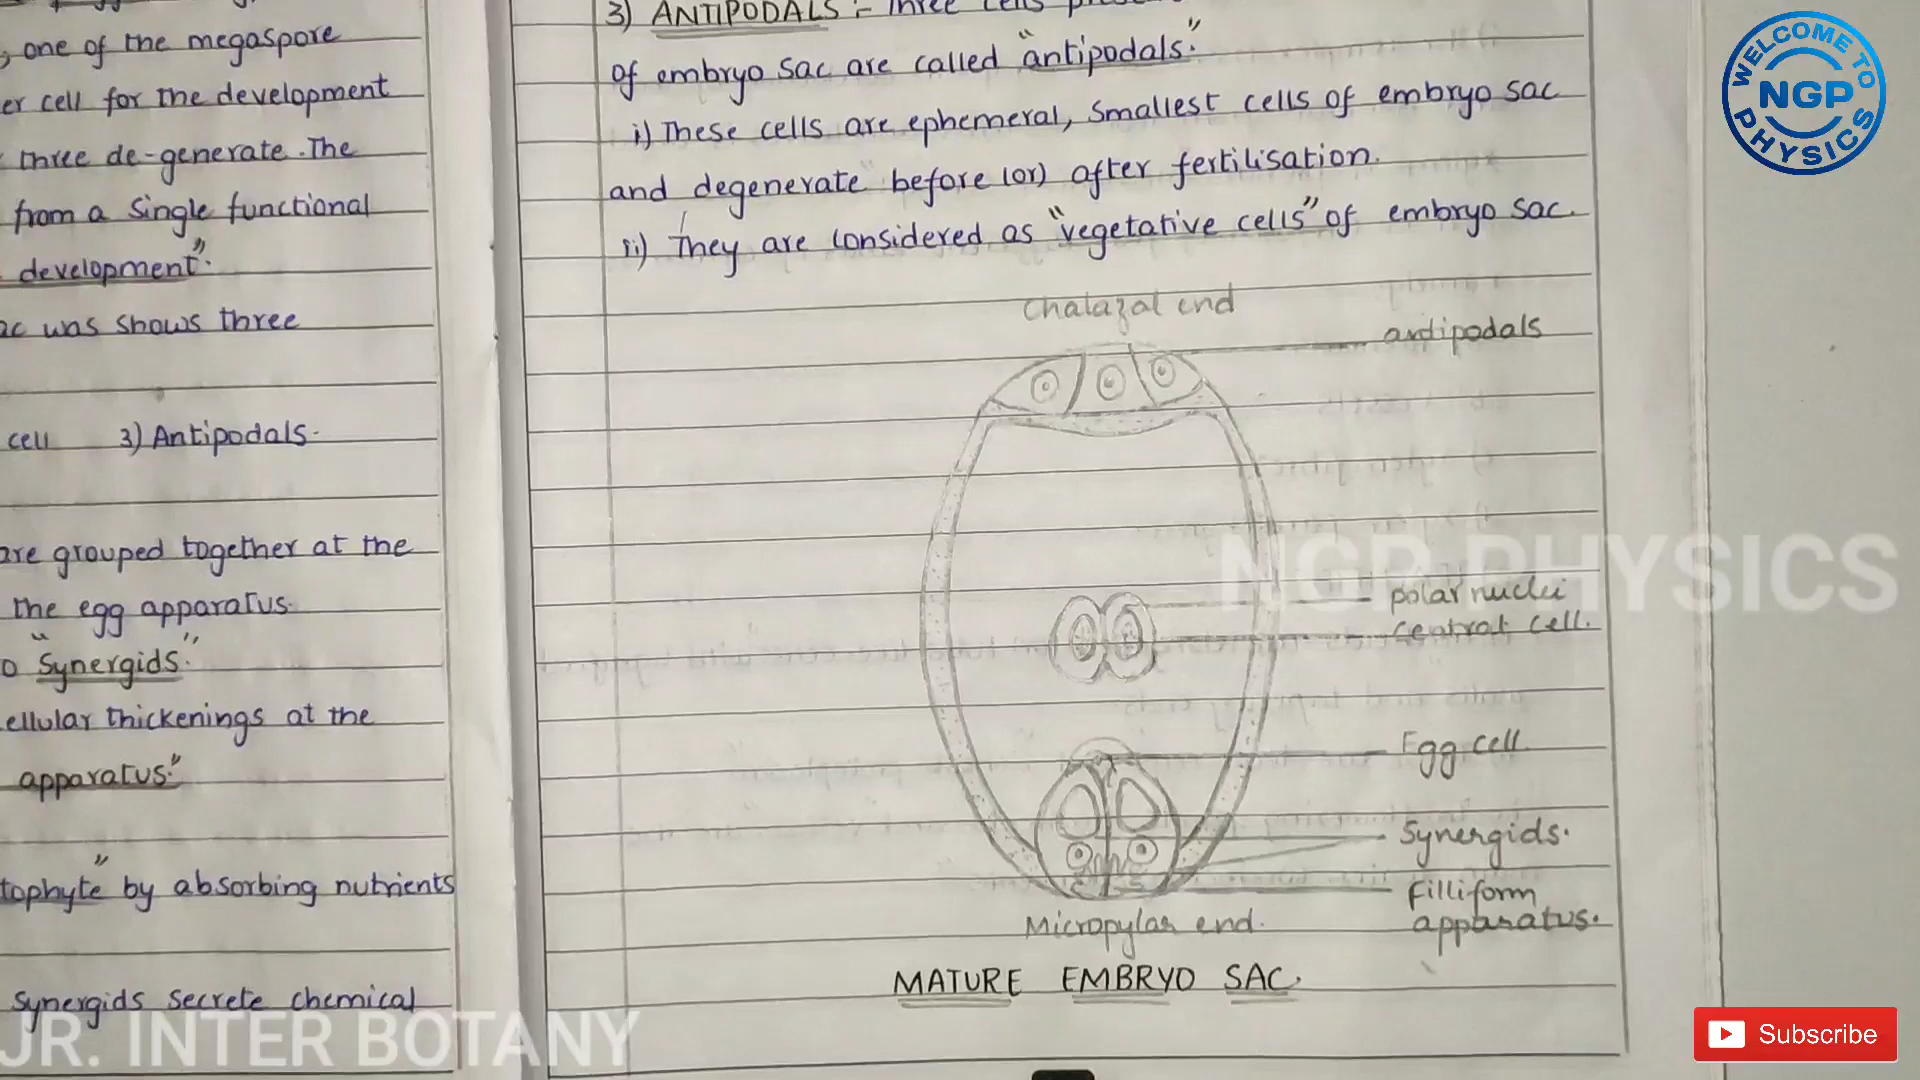 one of the megaspore
er cell for the development
three de-generate. The
from a single functional
development".
ac was shows three
cell 3) Antipodals.
are grouped together at the
the egg apparatus.
"Synergids".
ellular thickenings at the
apparatus".
tophyte" by absorbing nutrients
Synergids secrete chemical
3) ANTIPODALS :- Three cells
of embryo sac are called "antipodals".
i) These cells are ephemeral, smallest cells of embryo sac
and degenerate before (or) after fertilisation.
ii) They are considered as "vegetative cells" of embryo sac.
Chalazal end
antipodals
polar nuclei
central cell.
Egg cell
Synergids.
Filliform
apparatus.
Micropylar end.
MATURE EMBRYO SAC.
WELCOME TO
NGP
PHYSICS
NGP PHYSICS
JR. INTER BOTANY
Subscribe